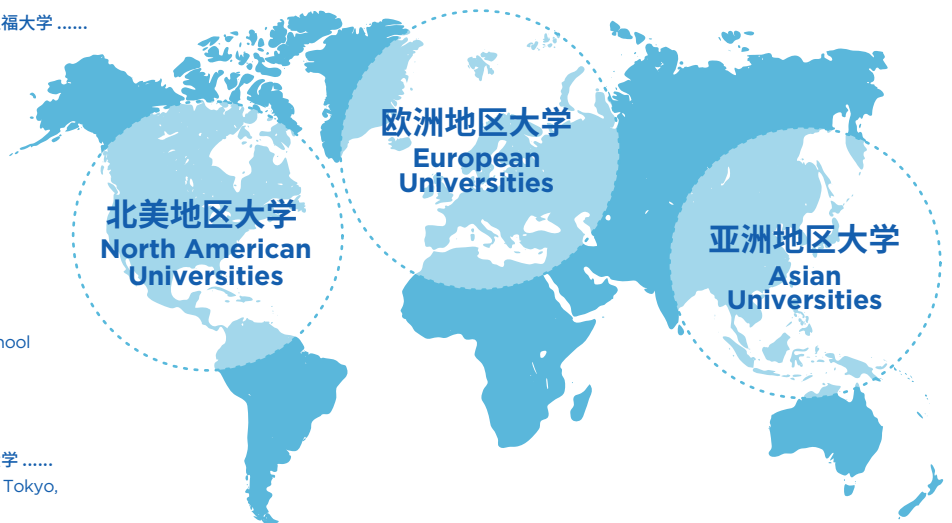 福大学 ......
欧洲地区大学
European
Universities
北美地区大学
North American
Universities
亚洲地区大学
Asian
Universities
学 ......
Tokyo,